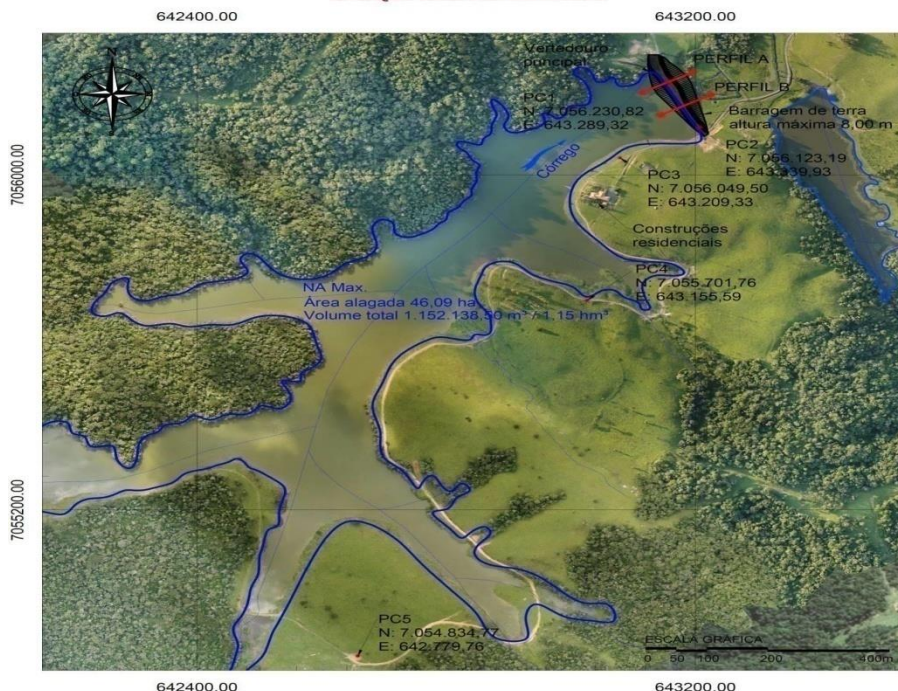 642400.00
643200.00
N
Vertedouro
principal
PERFIL A
PERFIL B
PC1
N: 7.056.230,82
E: 643.289,32
Barragem de terra
altura máxima 8,00 m
PC2
N: 7.056.123,19
E: 643.339,93
Córrego
PC3
N: 7.056.049,50
E: 643.209,33
7056000.00
Construções
residenciais
PC4
N: 7.055.701,76
E: 643.155,59
NA Max.
Área alagada 46,09 ha
Volume total 1.152.138,50 m³ / 1,15 hm³
7055200.00
PC5
N: 7.054.834,77
E: 642.779,76
ESCALA GRÁFICA
0 50 100 200 400m
642400.00
643200.00